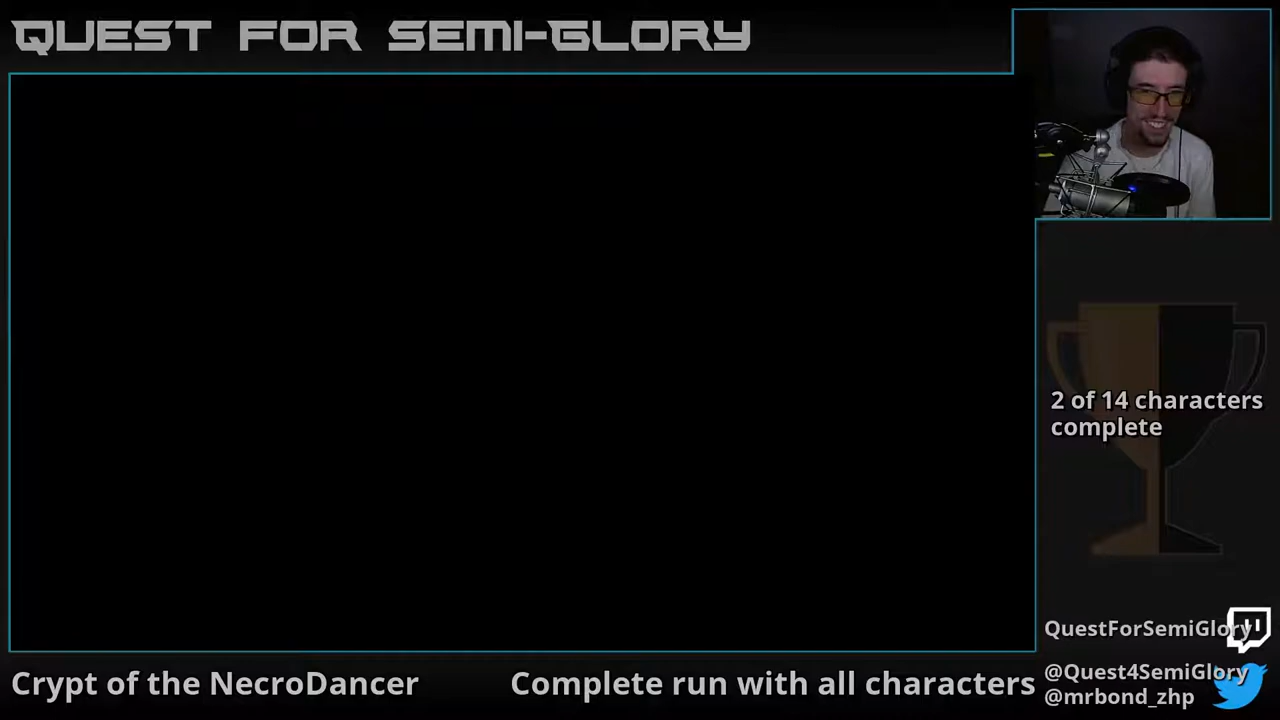 QUEST FOR SEMI-GLORY
2 of 14 characters
complete
QuestForSemiGlory
@Quest4SemiGlory
@mrbond_zhp
Crypt of the NecroDancer
Complete run with all characters